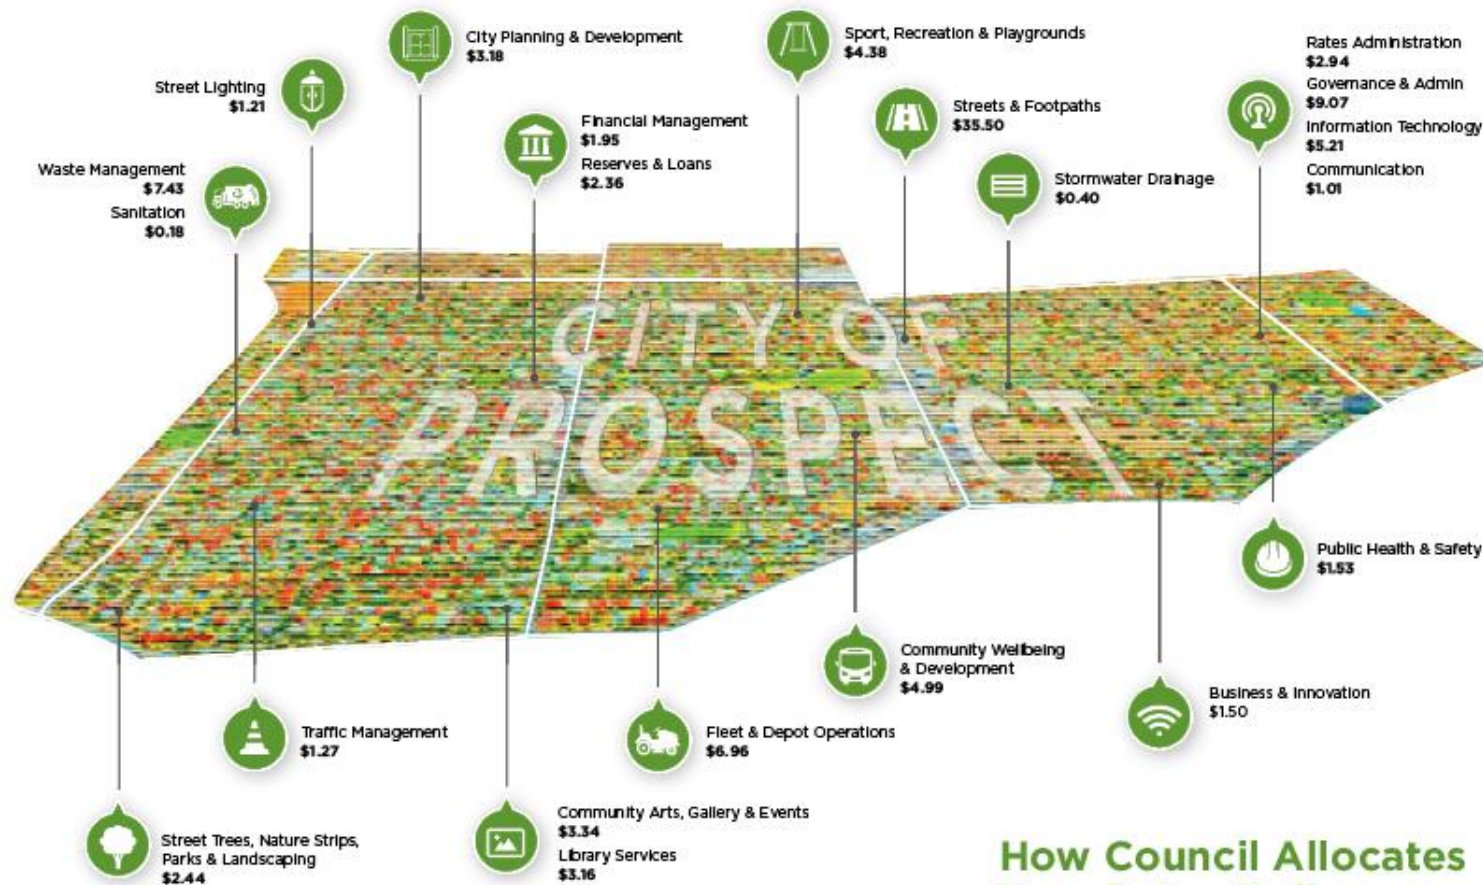 City Planning & Development
$3.18
Sport, Recreation & Playgrounds
$4.38
Rates Administration
$2.94
Governance & Admin
$9.07
Information Technology
$5.21
Communication
$1.01
Street Lighting
$1.21
Streets & Footpaths
$35.50
Financial Management
$1.95
Reserves & Loans
$2.36
Waste Management
$7.43
Sanitation
$0.18
Stormwater Drainage
$0.40
CITY OF
PROSPECT
Public Health & Safety
$1.53
Community Wellbeing
& Development
$4.99
Business & Innovation
$1.50
Traffic Management
$1.27
Fleet & Depot Operations
$6.96
Community Arts, Gallery & Events
$3.34
Library Services
$3.16
Street Trees, Nature Strips,
Parks & Landscaping
$2.44
How Council Allocates